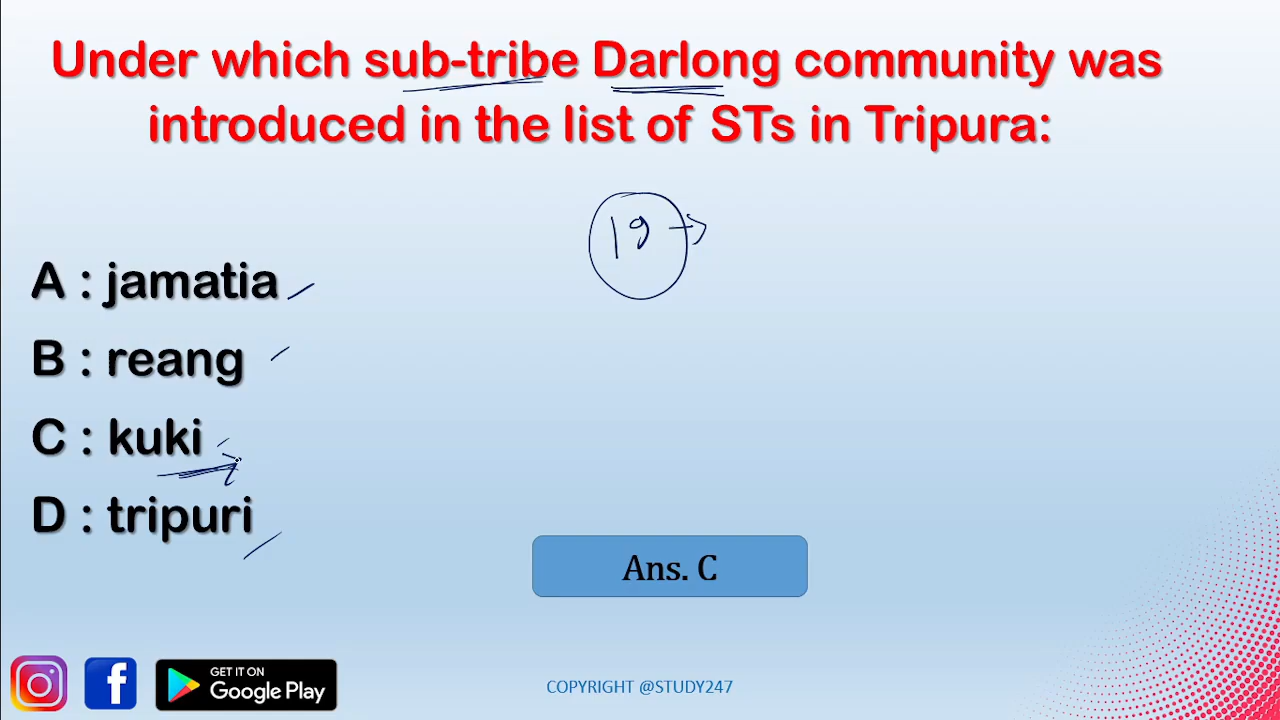 Under which sub-tribe Darlong community was
introduced in the list of STs in Tripura:
19
A : jamatia
B : reang
C : kuki
D : tripuri
Ans. C
GET IT ON
Google Play
COPYRIGHT @STUDY247